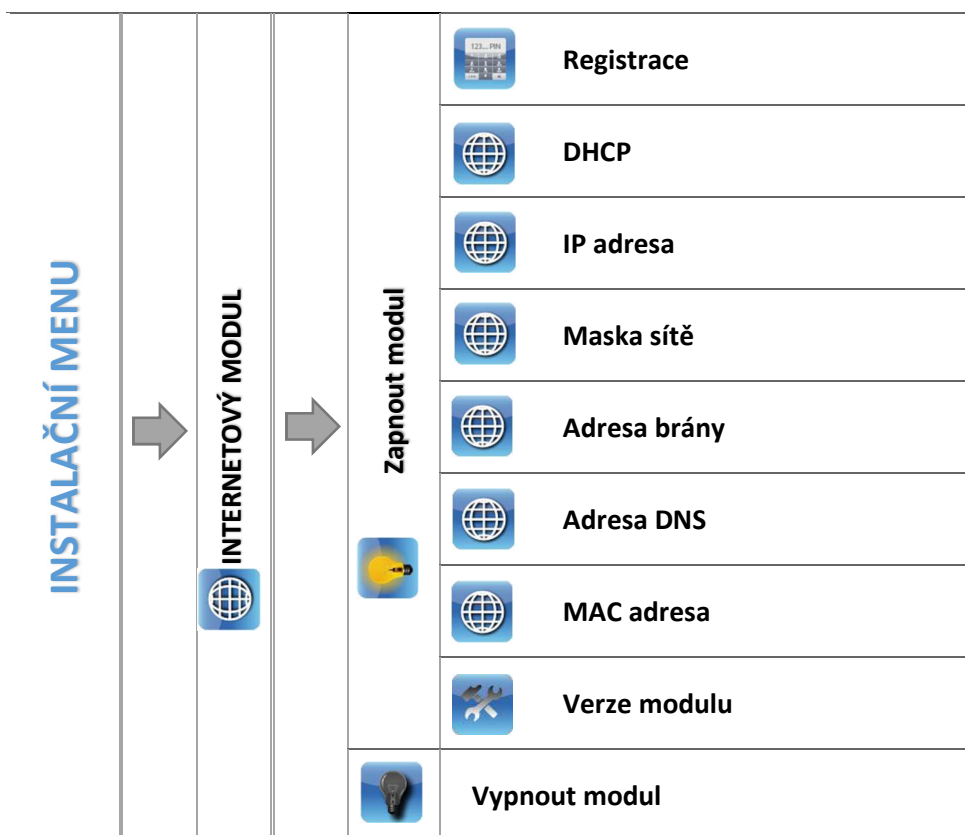 INSTALAČNÍ MENU
INTERNETOVÝ MODUL
Zapnout modul
123... PIN
Registrace
DHCP
IP adresa
Maska sítě
Adresa brány
Adresa DNS
MAC adresa
Verze modulu
Vypnout modul